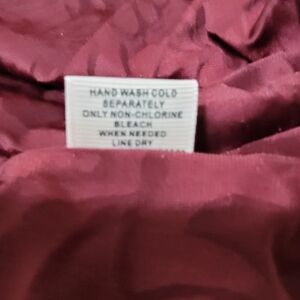 HAND WASH COLD
SEPARATELY
ONLY NON-CHLORINE
BLEACH
WHEN NEEDED
LINE DRY